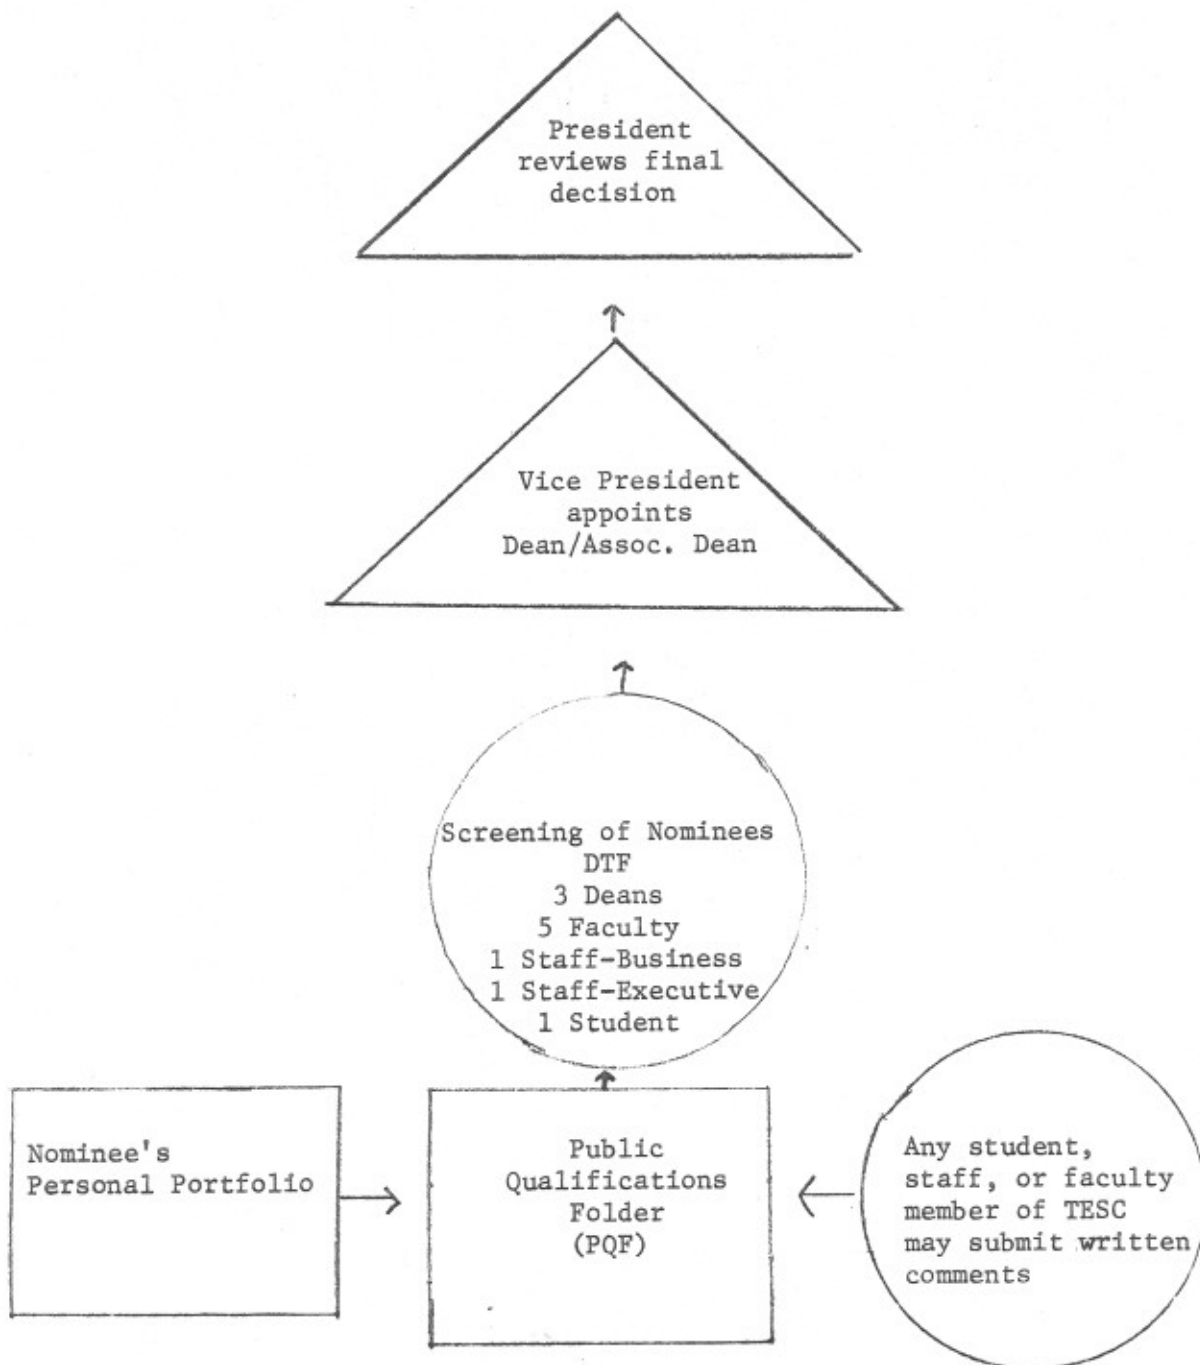 President
reviews final
decision
Vice President
appoints
Dean/Assoc. Dean
Screening of Nominees
DTF
3 Deans
5 Faculty
1 Staff-Business
1 Staff-Executive
1 Student
Nominee's
Personal Portfolio
Public
Qualifications
Folder
(PQF)
Any student,
staff, or faculty
member of TESC
may submit written
comments